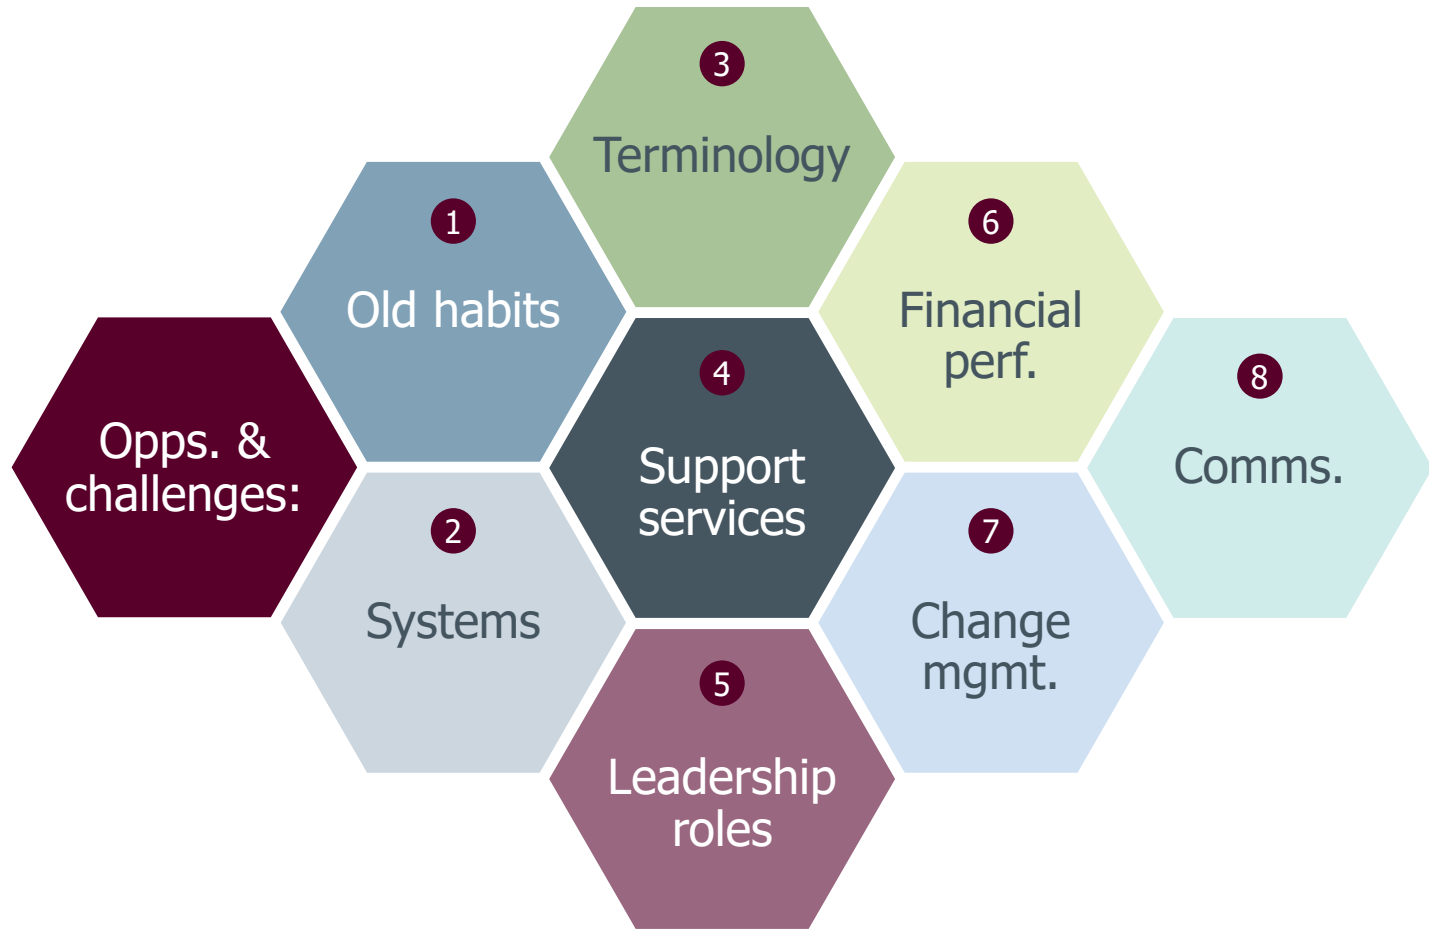 Opps. &
challenges:
1
Old habits
2
Systems
3
Terminology
4
Support
services
5
Leadership
roles
6
Financial
perf.
7
Change
mgmt.
8
Comms.